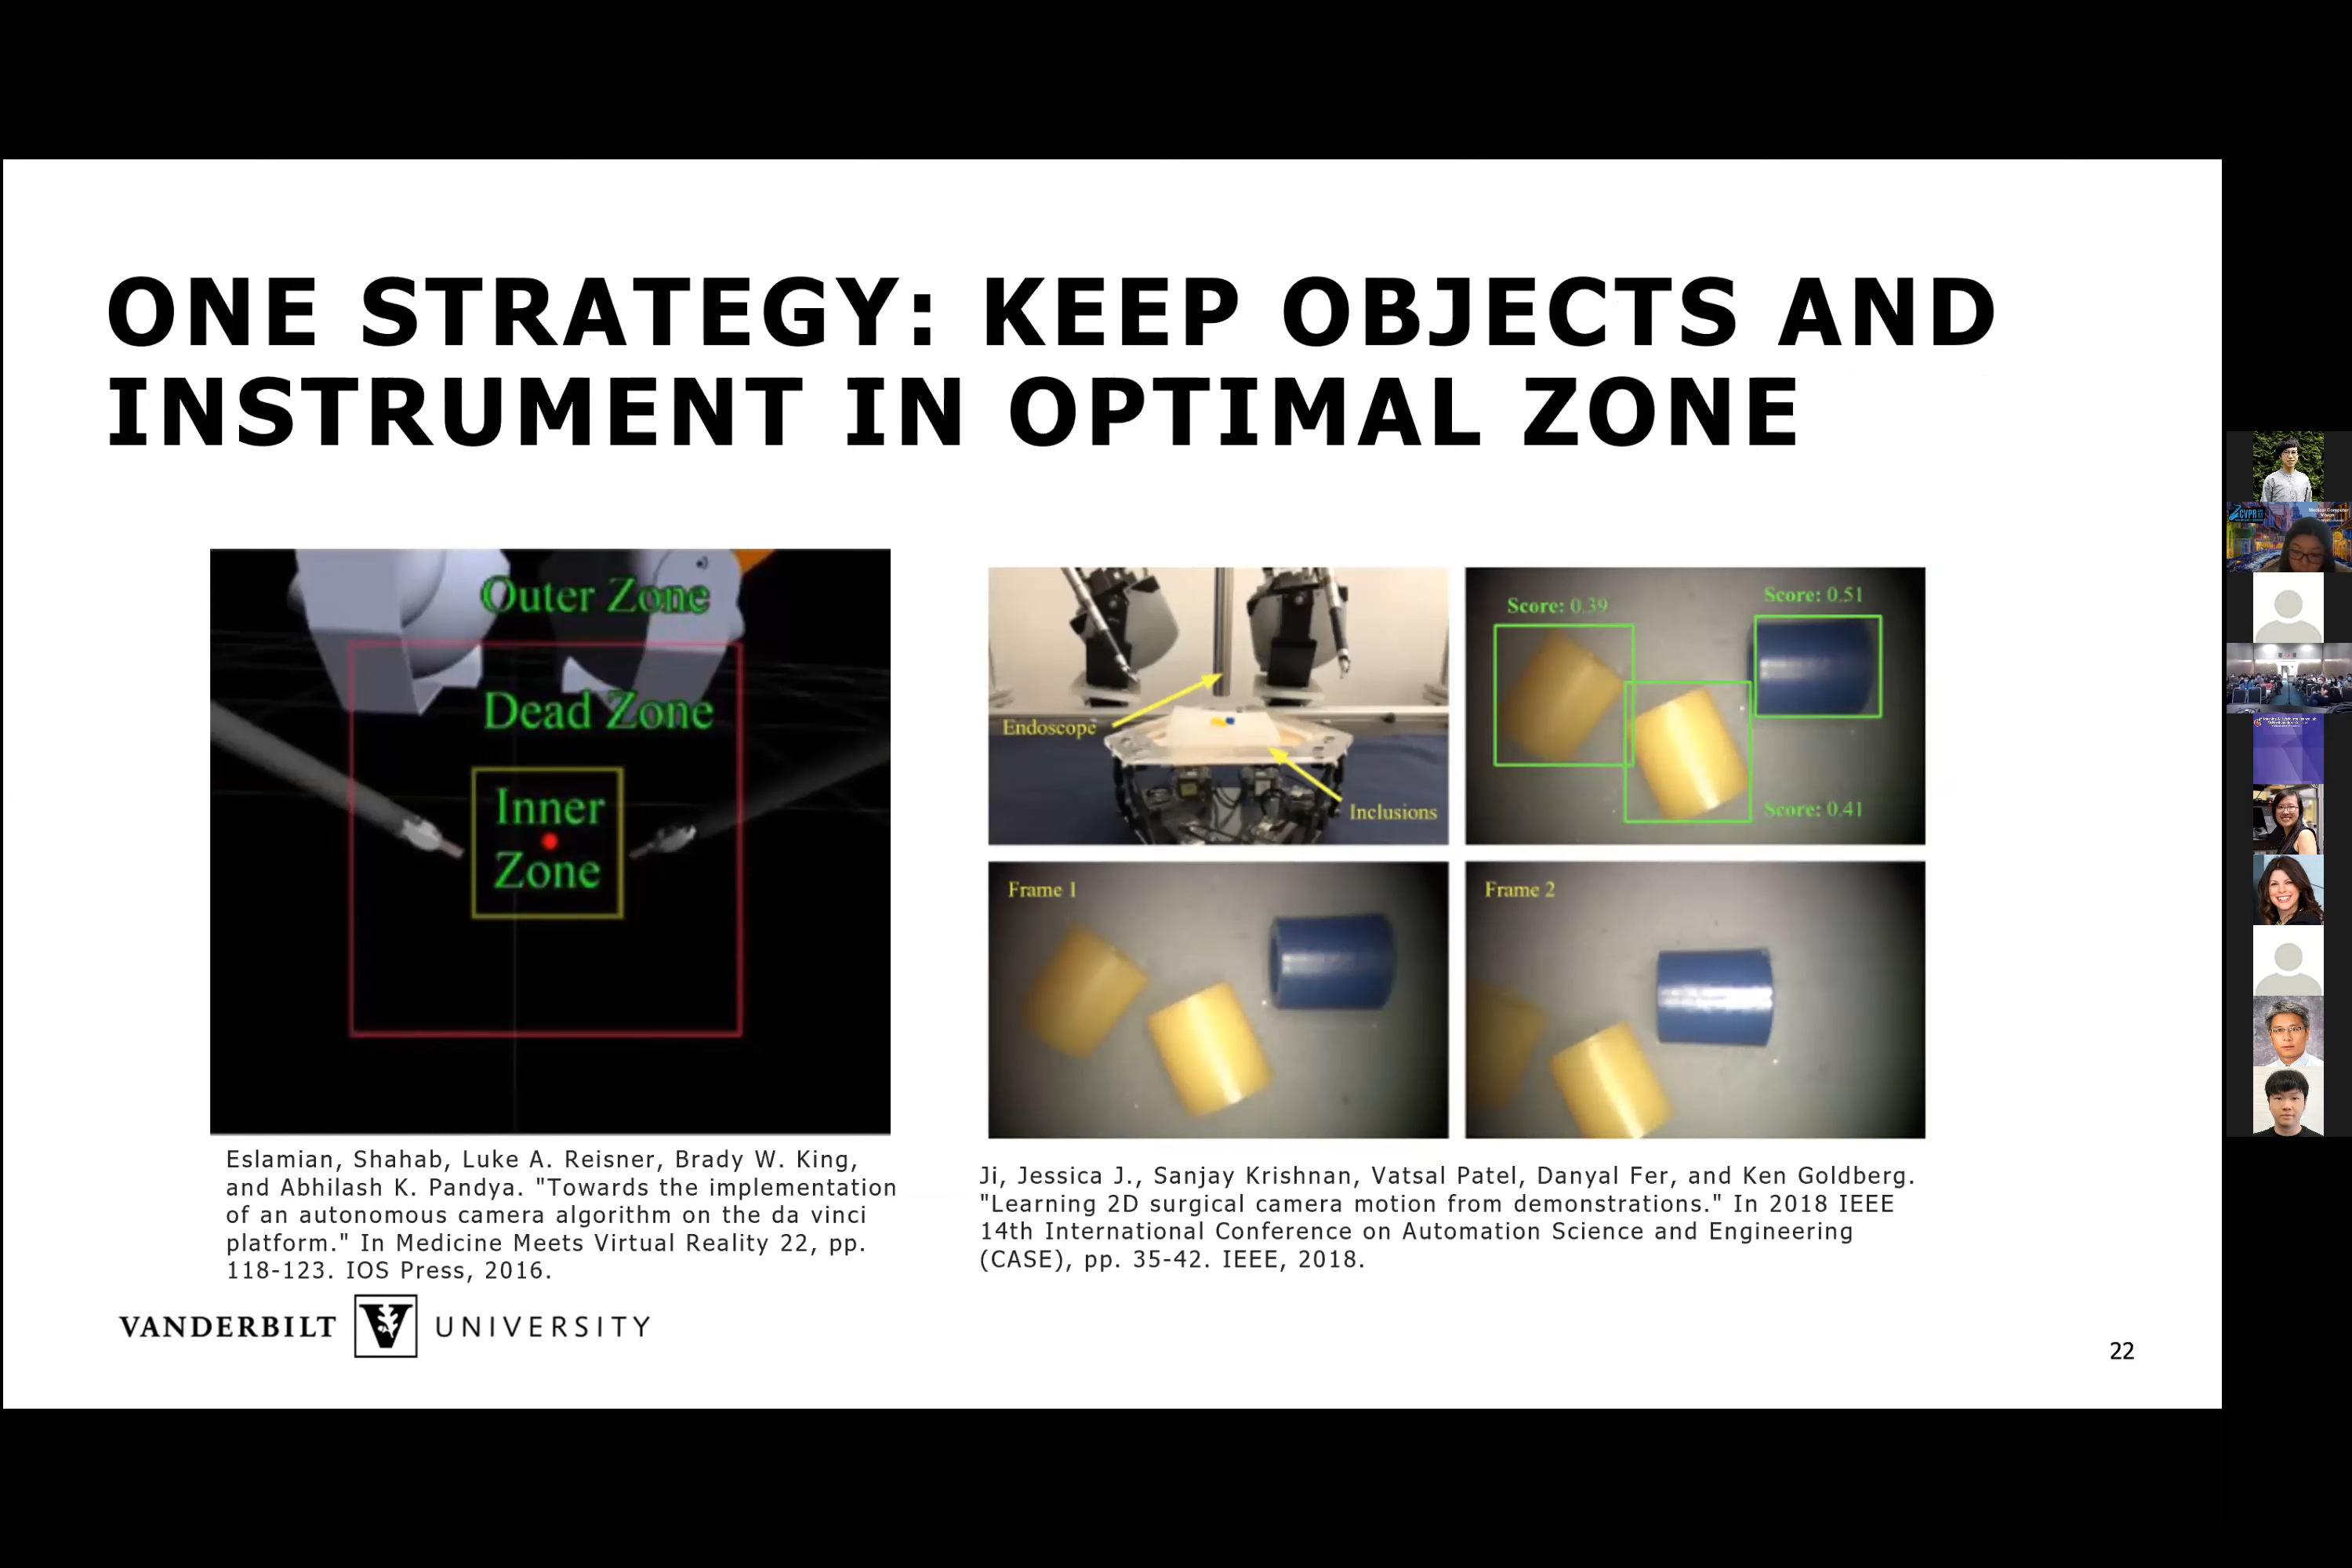 ONE STRATEGY: KEEP OBJECTS AND
INSTRUMENT IN OPTIMAL ZONE
Outer Zone
Dead Zone
Inner
Zone
Endoscope
Inclusions
Score: 0.39
Score: 0.51
Score: 0.41
Frame 1
Frame 2
Eslamian, Shahab, Luke A. Reisner, Brady W. King,
and Abhilash K. Pandya. "Towards the implementation
of an autonomous camera algorithm on the da vinci
platform." In Medicine Meets Virtual Reality 22, pp.
118-123. IOS Press, 2016.
Ji, Jessica J., Sanjay Krishnan, Vatsal Patel, Danyal Fer, and Ken Goldberg.
"Learning 2D surgical camera motion from demonstrations." In 2018 IEEE
14th International Conference on Automation Science and Engineering
(CASE), pp. 35-42. IEEE, 2018.
VANDERBILT V UNIVERSITY
22
CVPR
Medical Computer